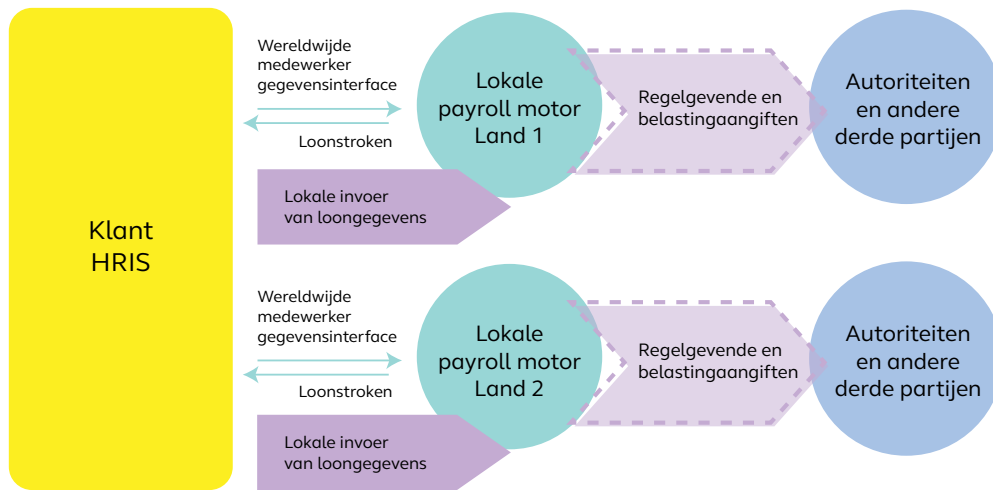 Klant
HRIS
Wereldwijde
medewerker
gegevensinterface
Loonstroken
Lokale invoer
van loongegevens
Lokale
payroll motor
Land 1
Regelgevende en
belastingaangiften
Autoriteiten
en andere
derde partijen
Wereldwijde
medewerker
gegevensinterface
Loonstroken
Lokale invoer
van loongegevens
Lokale
payroll motor
Land 2
Regelgevende en
belastingaangiften
Autoriteiten
en andere
derde partijen